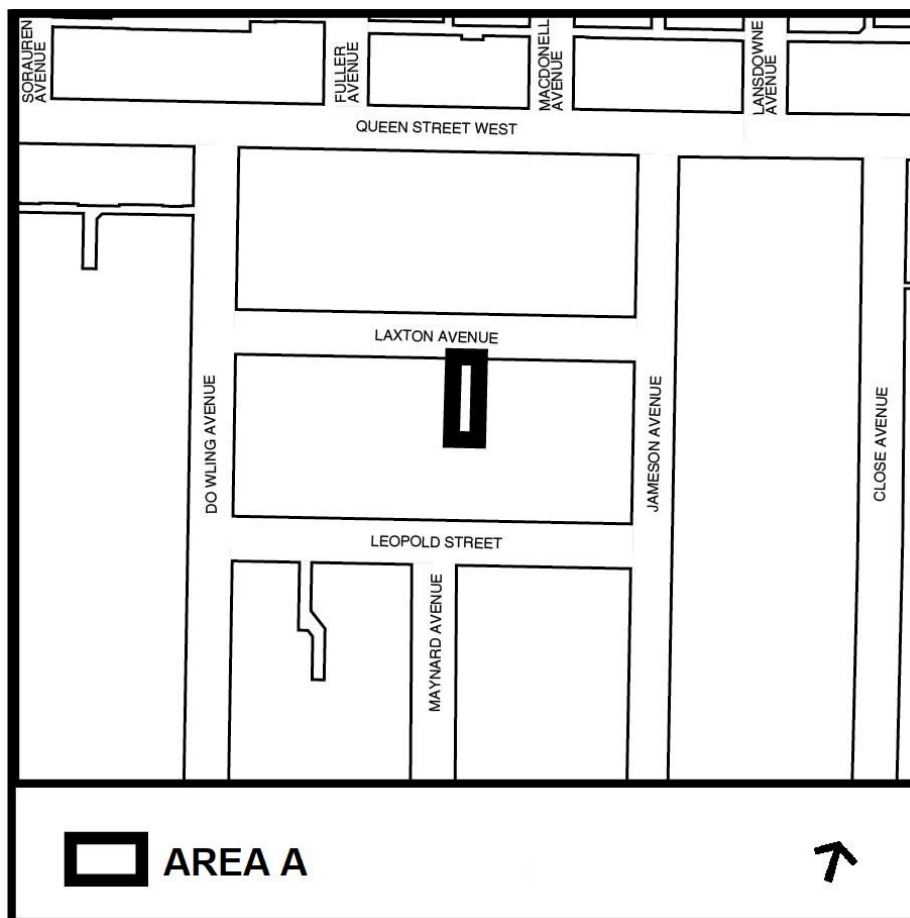 SORAUREN
AVENUE
FULLER
AVENUE
MACDONELL
AVENUE
LANSDOWNE
AVENUE
QUEEN STREET WEST
LAXTON AVENUE
DO WLING AVENUE
JAMESON AVENUE
CLOSE AVENUE
LEOPOLD STREET
MAYNARD AVENUE
AREA A